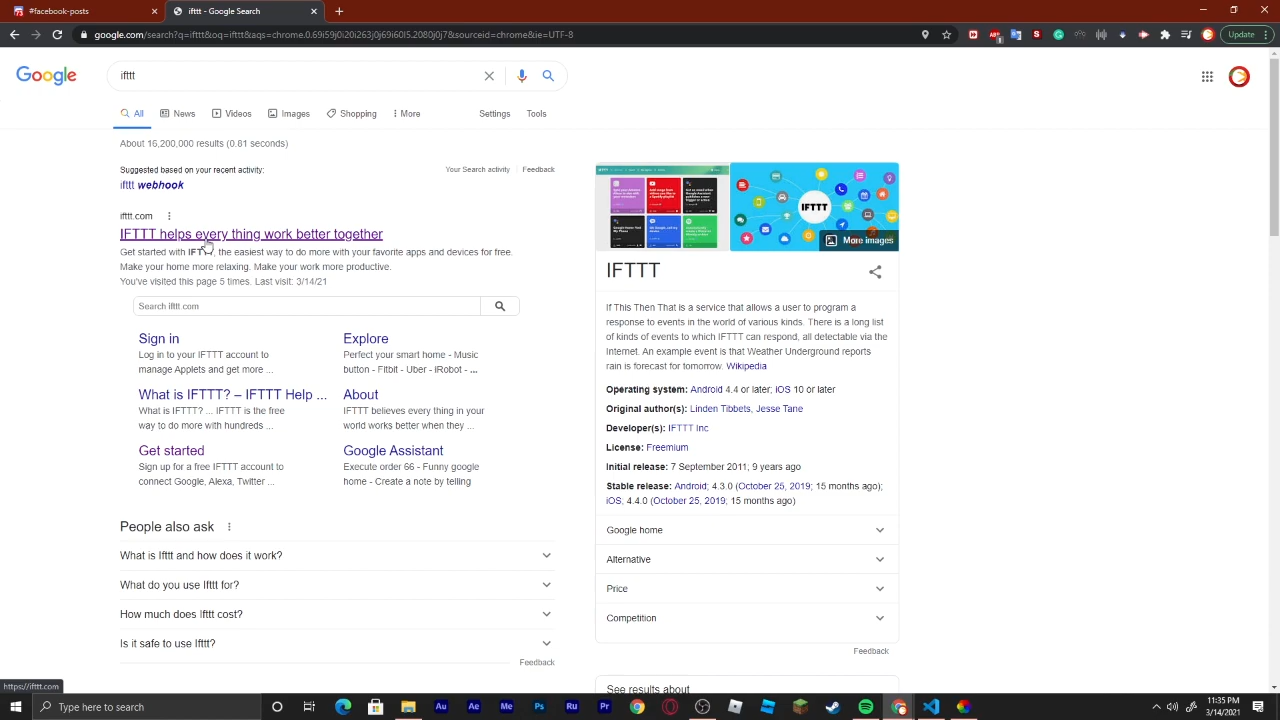 #facebook-posts
ifttt - Google Search
Update
google.com/search?q=ifttt&oq=ifttt&aqs=chrome.0.69i59j0i20i263j0j69i60l5.2080j0j7&sourceid=chrome&ie=UTF-8
Google
ifttt
All
News
Videos
Images
Shopping
More
Settings
Tools
About 16,200,000 results (0.81 seconds)
Suggested based on your recent activity:
Your Search activity
Feedback
ifttt webhook
ifttt.com
IFTTT helps every thing work better together
Get started with IFTTT, the easiest way to do more with your favorite apps and devices for free.
Make your home more relaxing. Make your work more productive.
You've visited this page 5 times. Last visit: 3/14/21
Search ifttt.com
Sign in
Log in to your IFTTT account to
manage Applets and get more ...
Explore
Perfect your smart home - Music
button - Fitbit - Uber - iRobot - ...
What is IFTTT? – IFTTT Help ...
What is IFTTT? ... IFTTT is the free
way to do more with hundreds ...
About
IFTTT believes every thing in your
world works better when they ...
Get started
Sign up for a free IFTTT account to
connect Google, Alexa, Twitter ...
Google Assistant
Execute order 66 - Funny google
home - Create a note by telling
People also ask
What is Ifttt and how does it work?
What do you use Ifttt for?
How much does Ifttt cost?
Is it safe to use Ifttt?
Feedback
IFTTT
More images
IFTTT
If This Then That is a service that allows a user to program a
response to events in the world of various kinds. There is a long list
of kinds of events to which IFTTT can respond, all detectable via the
Internet. An example event is that Weather Underground reports
rain is forecast for tomorrow. Wikipedia
Operating system: Android 4.4 or later; iOS 10 or later
Original author(s): Linden Tibbets, Jesse Tane
Developer(s): IFTTT Inc
License: Freemium
Initial release: 7 September 2011; 9 years ago
Stable release: Android; 4.3.0 (October 25, 2019; 15 months ago);
iOS, 4.4.0 (October 25, 2019; 15 months ago)
Google home
Alternative
Price
Competition
Feedback
See results about
https://ifttt.com
Type here to search
Au
Ae
Me
Ps
Ru
Pr
11:35 PM
3/14/2021